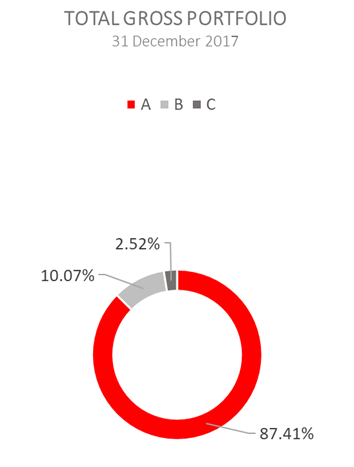 TOTAL GROSS PORTFOLIO
31 December 2017
A B C
2.52%
10.07%
87.41%